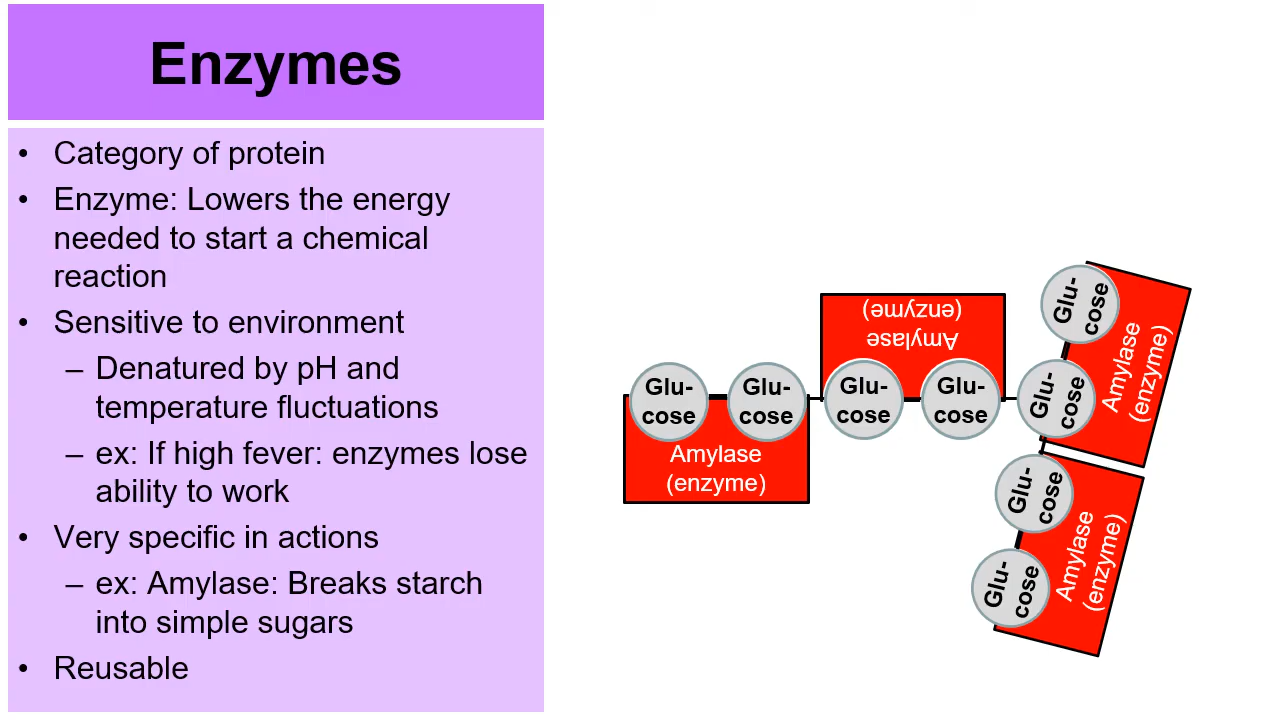 Enzymes
• Category of protein
• Enzyme: Lowers the energy
needed to start a chemical
reaction
• Sensitive to environment
– Denatured by pH and
temperature fluctuations
– ex: If high fever: enzymes lose
ability to work
• Very specific in actions
– ex: Amylase: Breaks starch
into simple sugars
• Reusable
Glu-
cose
Glu-
cose
Amylase
(enzyme)
Glu-
cose
Glu-
cose
Amylase
(enzyme)
Glu-
cose
Glu-
cose
Amylase
(enzyme)
Glu-
cose
Glu-
cose
Amylase
(enzyme)